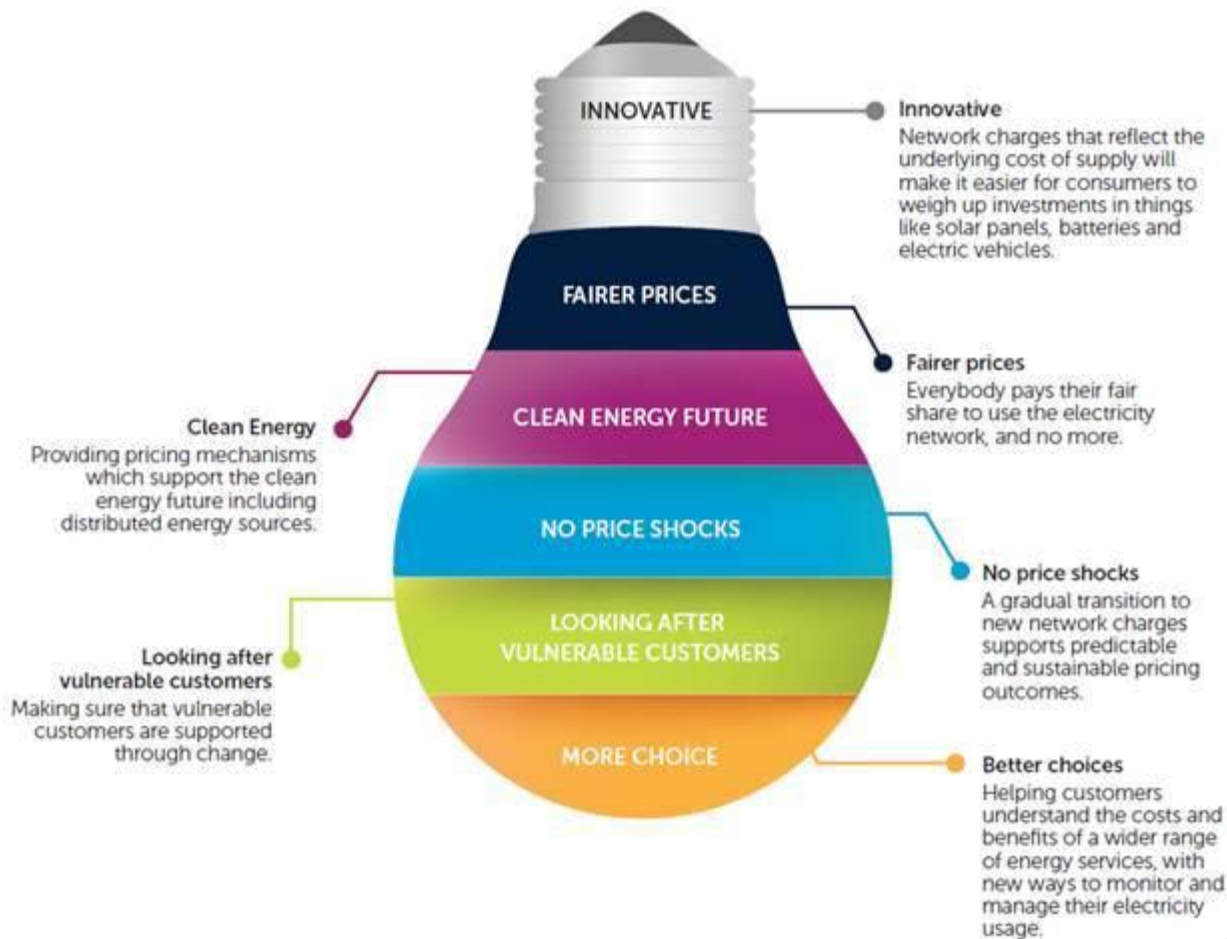 INNOVATIVE
Innovative
Network charges that reflect the
underlying cost of supply will
make it easier for consumers to
weigh up investments in things
like solar panels, batteries and
electric vehicles.
FAIRER PRICES
Fairer prices
Everybody pays their fair
share to use the electricity
network, and no more.
CLEAN ENERGY FUTURE
Clean Energy
Providing pricing mechanisms
which support the clean
energy future including
distributed energy sources.
NO PRICE SHOCKS
No price shocks
A gradual transition to
new network charges
supports predictable
and sustainable pricing
outcomes.
LOOKING AFTER
VULNERABLE CUSTOMERS
Looking after
vulnerable customers
Making sure that vulnerable
customers are supported
through change.
MORE CHOICE
Better choices
Helping customers
understand the costs and
benefits of a wider range
of energy services, with
new ways to monitor and
manage their electricity
usage.